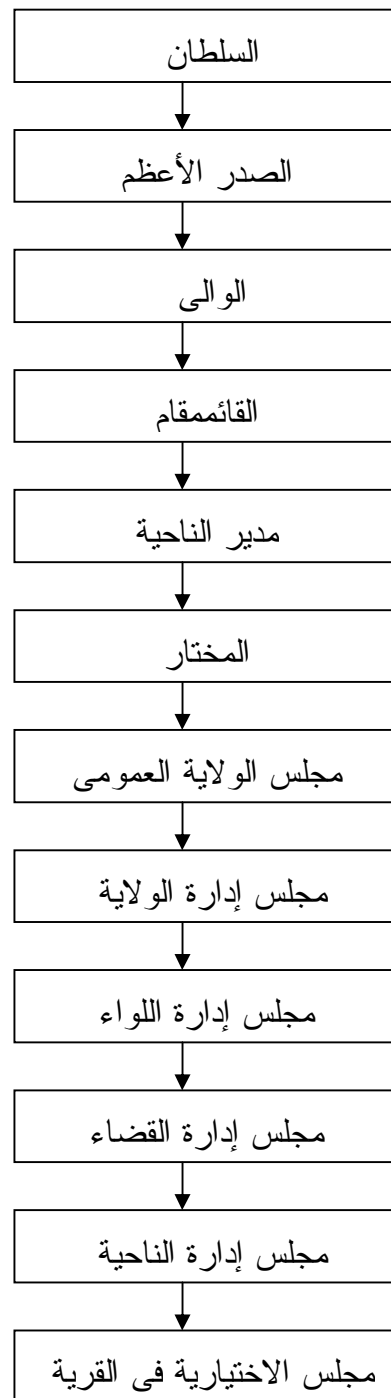 السلطان
الصدر الأعظم
الوالى
القائممقام
مدير الناحية
المختار
مجلس الولاية العمومى
مجلس إدارة الولاية
مجلس إدارة اللواء
مجلس إدارة القضاء
مجلس إدارة الناحية
مجلس الاختيارية فى القرية